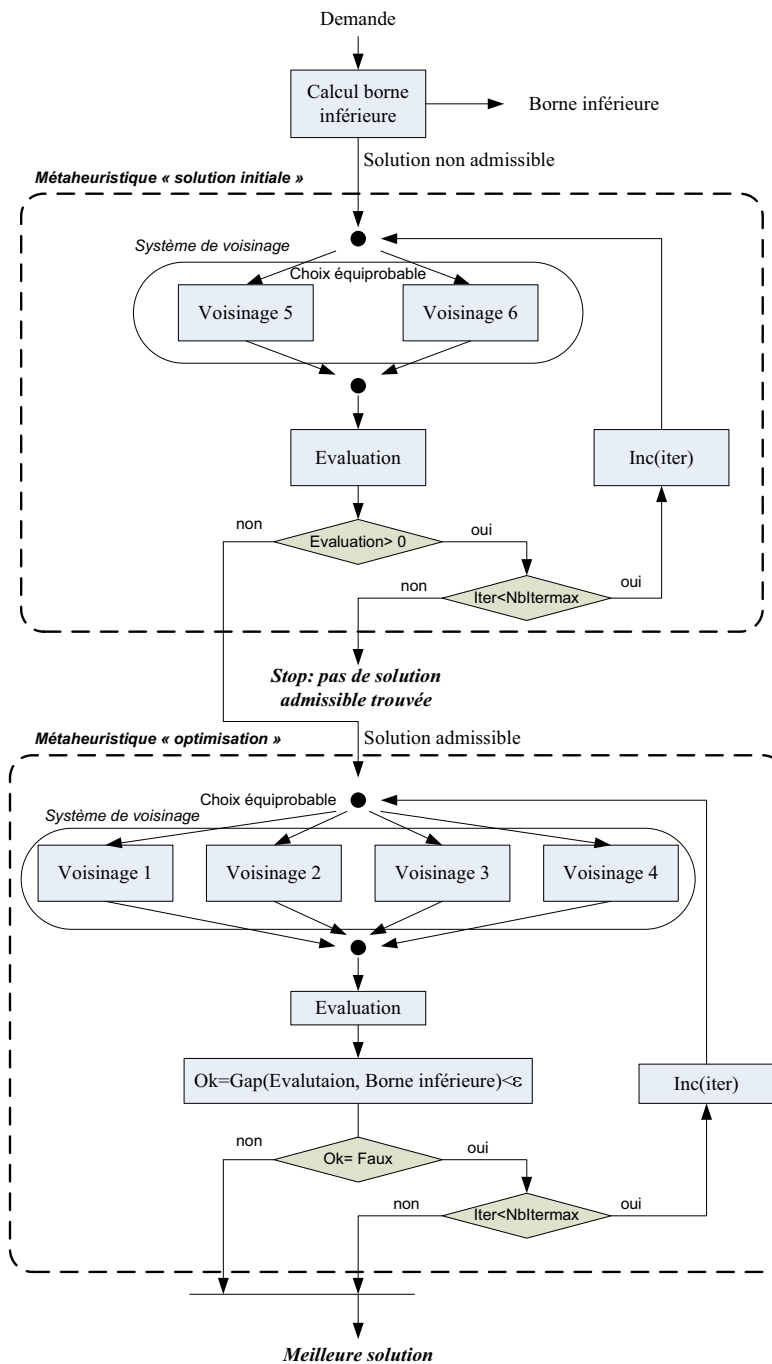 Demande
Calcul borne
inférieure
Borne inférieure
Solution non admissible
Métaheuristique « solution initiale »
Système de voisinage
Choix équiprobable
Voisinage 5
Voisinage 6
Evaluation
Inc(iter)
non
Evaluation> 0
oui
non
Iter<NbItermax
oui
Stop: pas de solution
admissible trouvée
Métaheuristique « optimisation »
Solution admissible
Choix équiprobable
Système de voisinage
Voisinage 1
Voisinage 2
Voisinage 3
Voisinage 4
Evaluation
Ok=Gap(Evalutaion, Borne inférieure)<ε
Inc(iter)
non
Ok= Faux
oui
non
Iter<NbItermax
oui
Meilleure solution